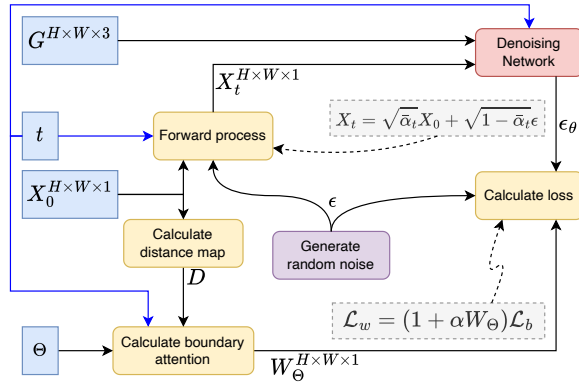 G^{H×W×3}
Denoising
Network
X_t^{H×W×1}
X_t = √ᾱ_t X_0 + √1 − ᾱ_t ϵ
ϵ_θ
t
Forward process
X_0^{H×W×1}
ϵ
Calculate loss
Calculate
distance map
Generate
random noise
D
ℒ_w = (1 + αW_Θ)ℒ_b
Θ
Calculate boundary
attention
W_Θ^{H×W×1}